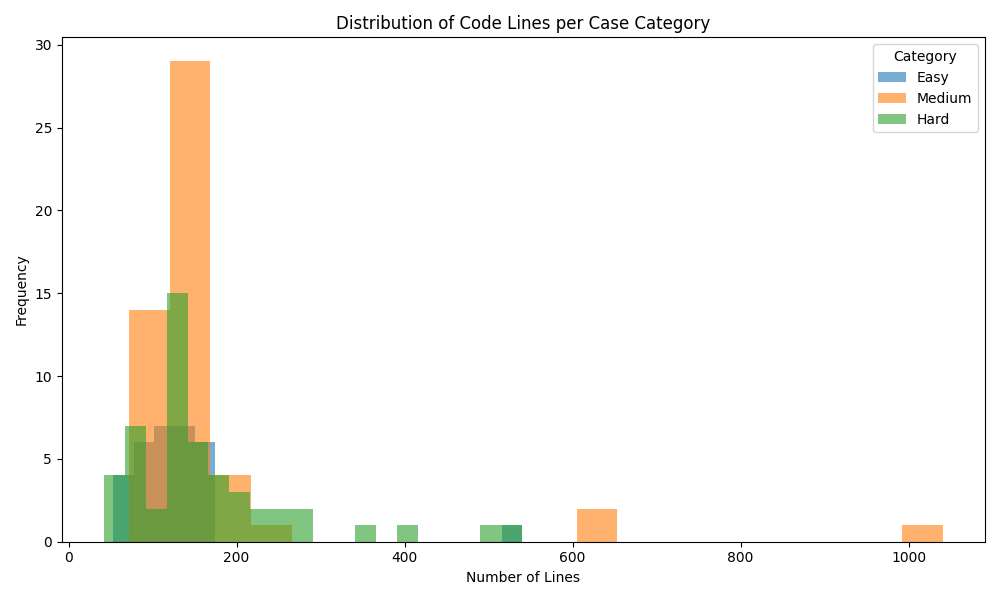 Distribution of Code Lines per Case Category
Category
Easy
Medium
Hard
Frequency
30
25
20
15
10
5
0
0 200 400 600 800 1000
Number of Lines